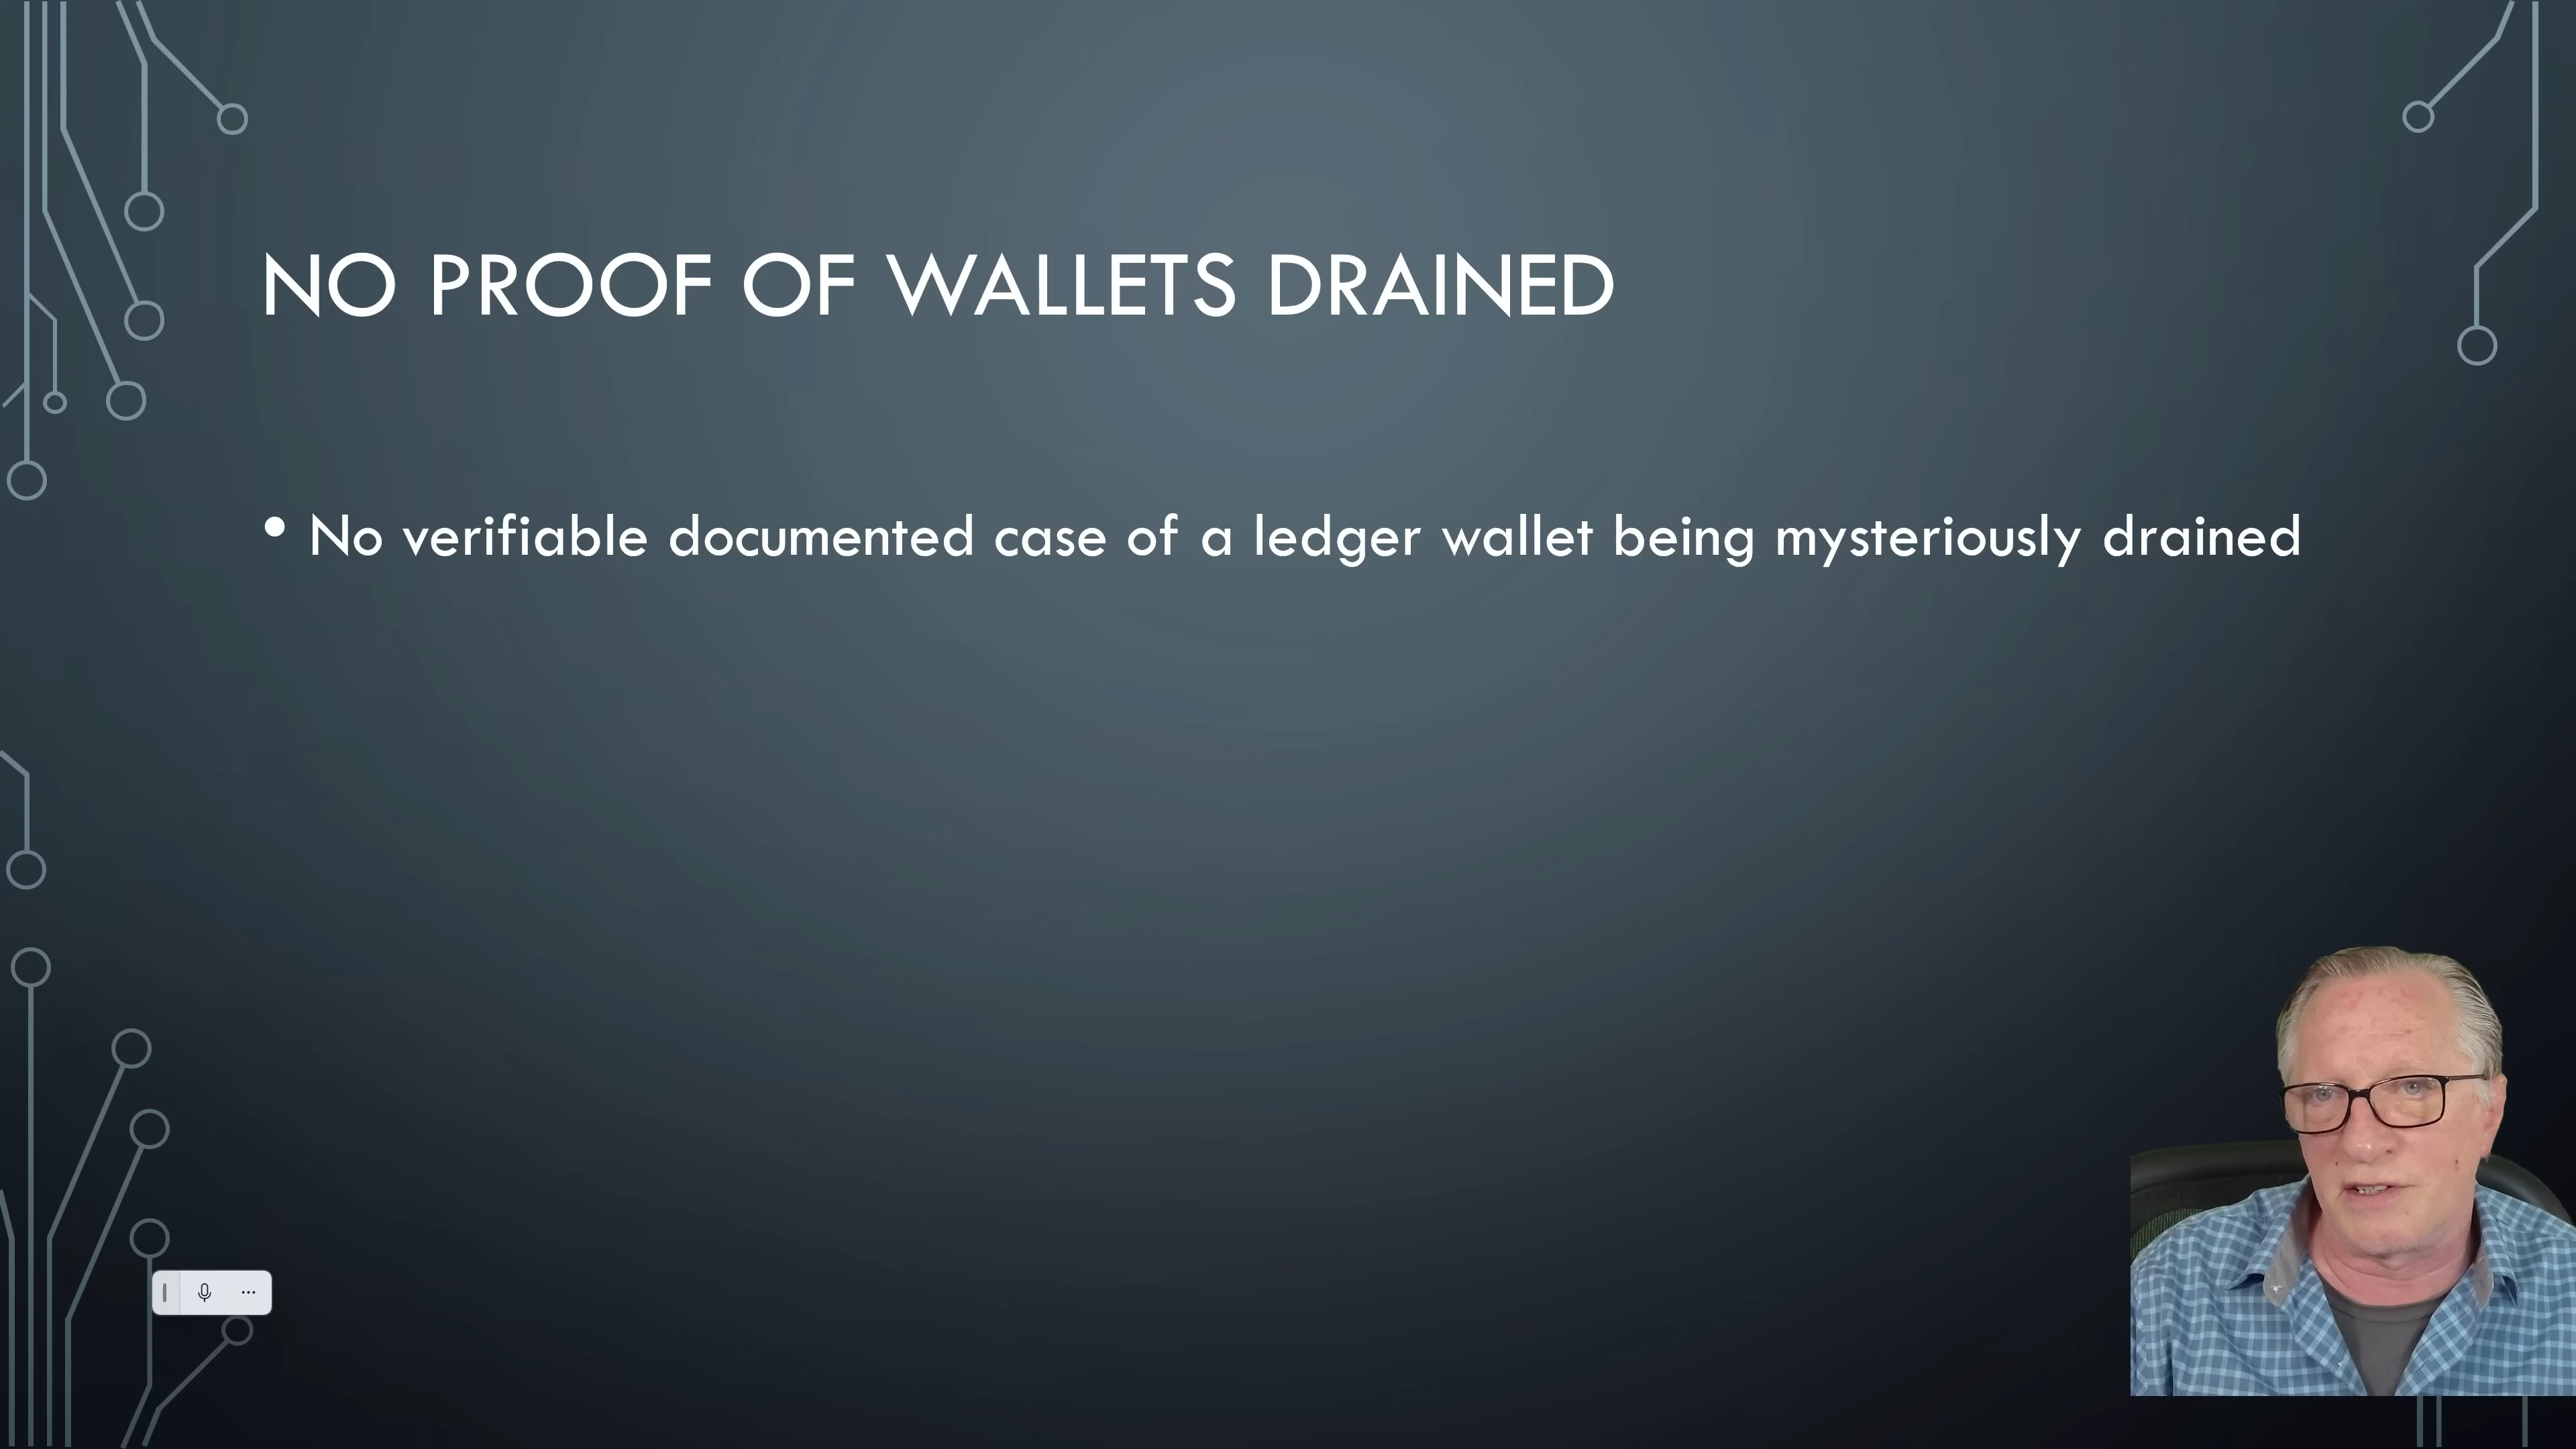 NO PROOF OF WALLETS DRAINED
• No verifiable documented case of a ledger wallet being mysteriously drained